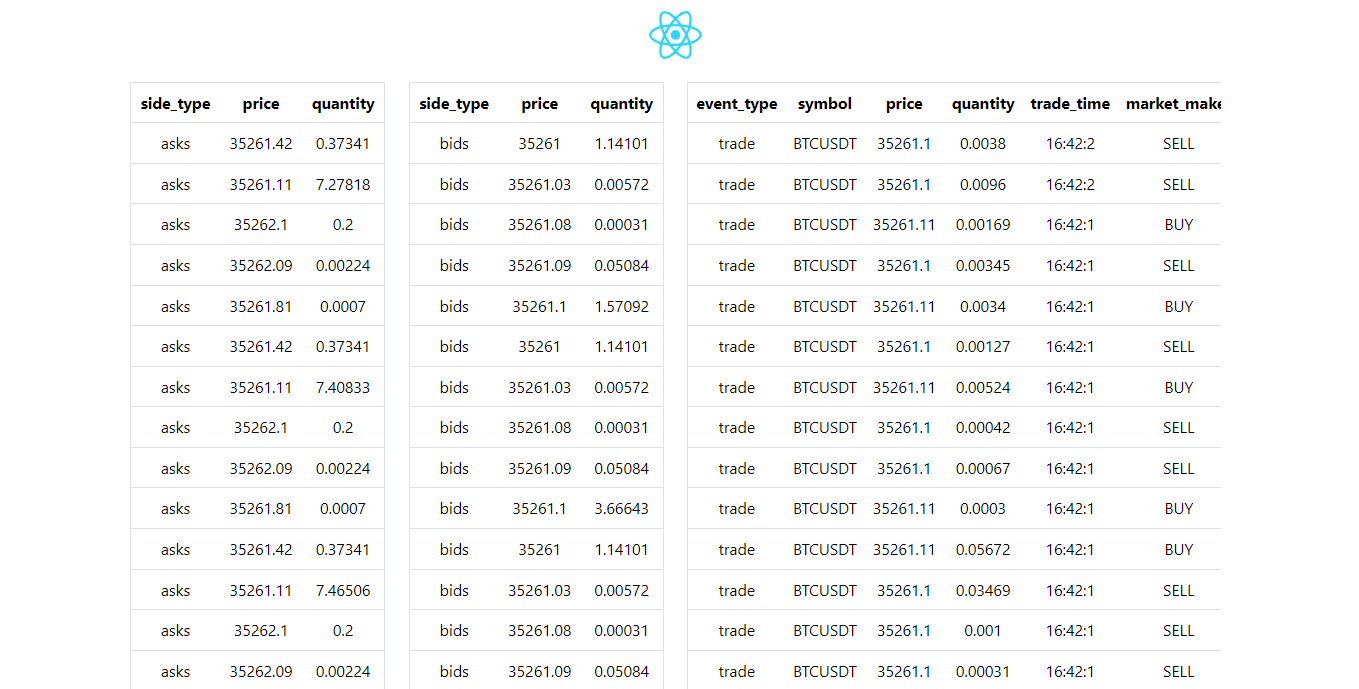 side_type price quantity side_type price quantity event_type symbol price quantity trade_time market_make
asks 35261.42 0.37341 bids 35261 1.14101 trade BTCUSDT 35261.1 0.0038 16:42:2 SELL
asks 35261.11 7.27818 bids 35261.03 0.00572 trade BTCUSDT 35261.1 0.0096 16:42:2 SELL
asks 35262.1 0.2 bids 35261.08 0.00031 trade BTCUSDT 35261.11 0.00169 16:42:1 BUY
asks 35262.09 0.00224 bids 35261.09 0.05084 trade BTCUSDT 35261.1 0.00345 16:42:1 SELL
asks 35261.81 0.0007 bids 35261.1 1.57092 trade BTCUSDT 35261.11 0.0034 16:42:1 BUY
asks 35261.42 0.37341 bids 35261 1.14101 trade BTCUSDT 35261.1 0.00127 16:42:1 SELL
asks 35261.11 7.40833 bids 35261.03 0.00572 trade BTCUSDT 35261.11 0.00524 16:42:1 BUY
asks 35262.1 0.2 bids 35261.08 0.00031 trade BTCUSDT 35261.1 0.00042 16:42:1 SELL
asks 35262.09 0.00224 bids 35261.09 0.05084 trade BTCUSDT 35261.1 0.00067 16:42:1 SELL
asks 35261.81 0.0007 bids 35261.1 3.66643 trade BTCUSDT 35261.11 0.0003 16:42:1 BUY
asks 35261.42 0.37341 bids 35261 1.14101 trade BTCUSDT 35261.11 0.05672 16:42:1 BUY
asks 35261.11 7.46506 bids 35261.03 0.00572 trade BTCUSDT 35261.1 0.03469 16:42:1 SELL
asks 35262.1 0.2 bids 35261.08 0.00031 trade BTCUSDT 35261.1 0.001 16:42:1 SELL
asks 35262.09 0.00224 bids 35261.09 0.05084 trade BTCUSDT 35261.1 0.00031 16:42:1 SELL